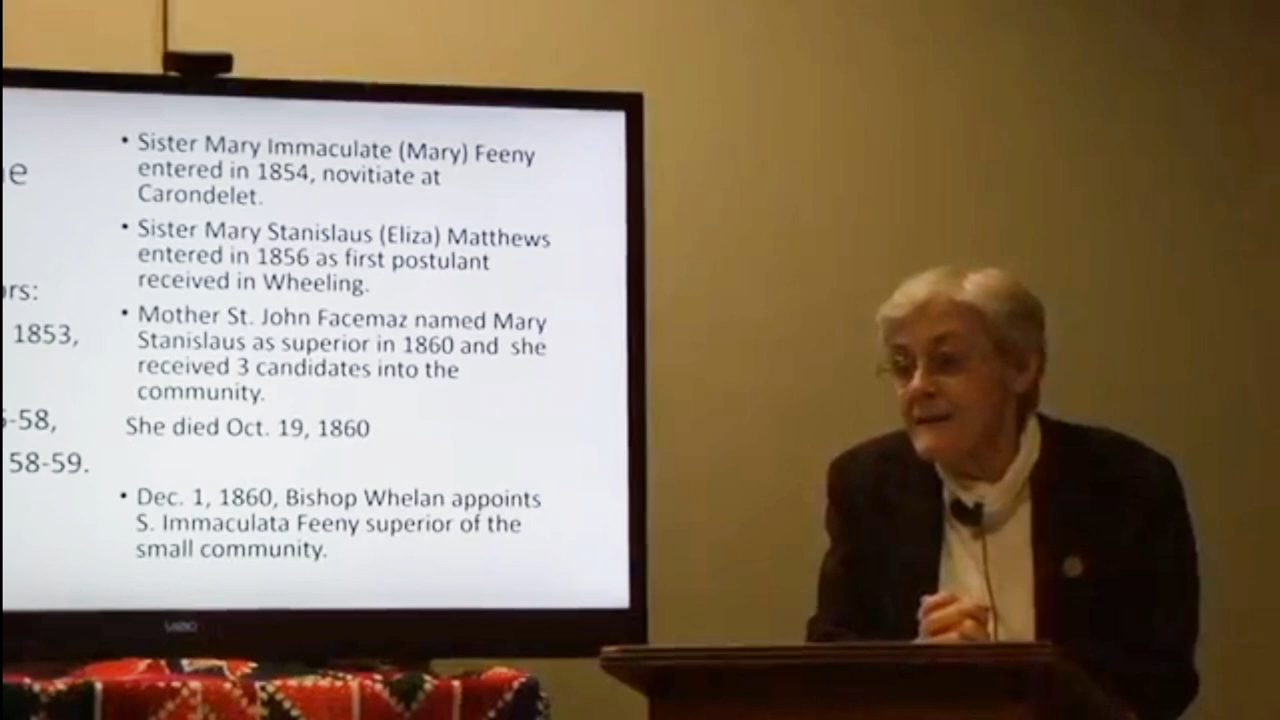 e
rs:
1853,
-58,
58-59.
• Sister Mary Immaculate (Mary) Feeny
entered in 1854, novitiate at
Carondelet.
• Sister Mary Stanislaus (Eliza) Matthews
entered in 1856 as first postulant
received in Wheeling.
• Mother St. John Facemaz named Mary
Stanislaus as superior in 1860 and she
received 3 candidates into the
community.
She died Oct. 19, 1860
• Dec. 1, 1860, Bishop Whelan appoints
S. Immaculata Feeny superior of the
small community.
VIZIO